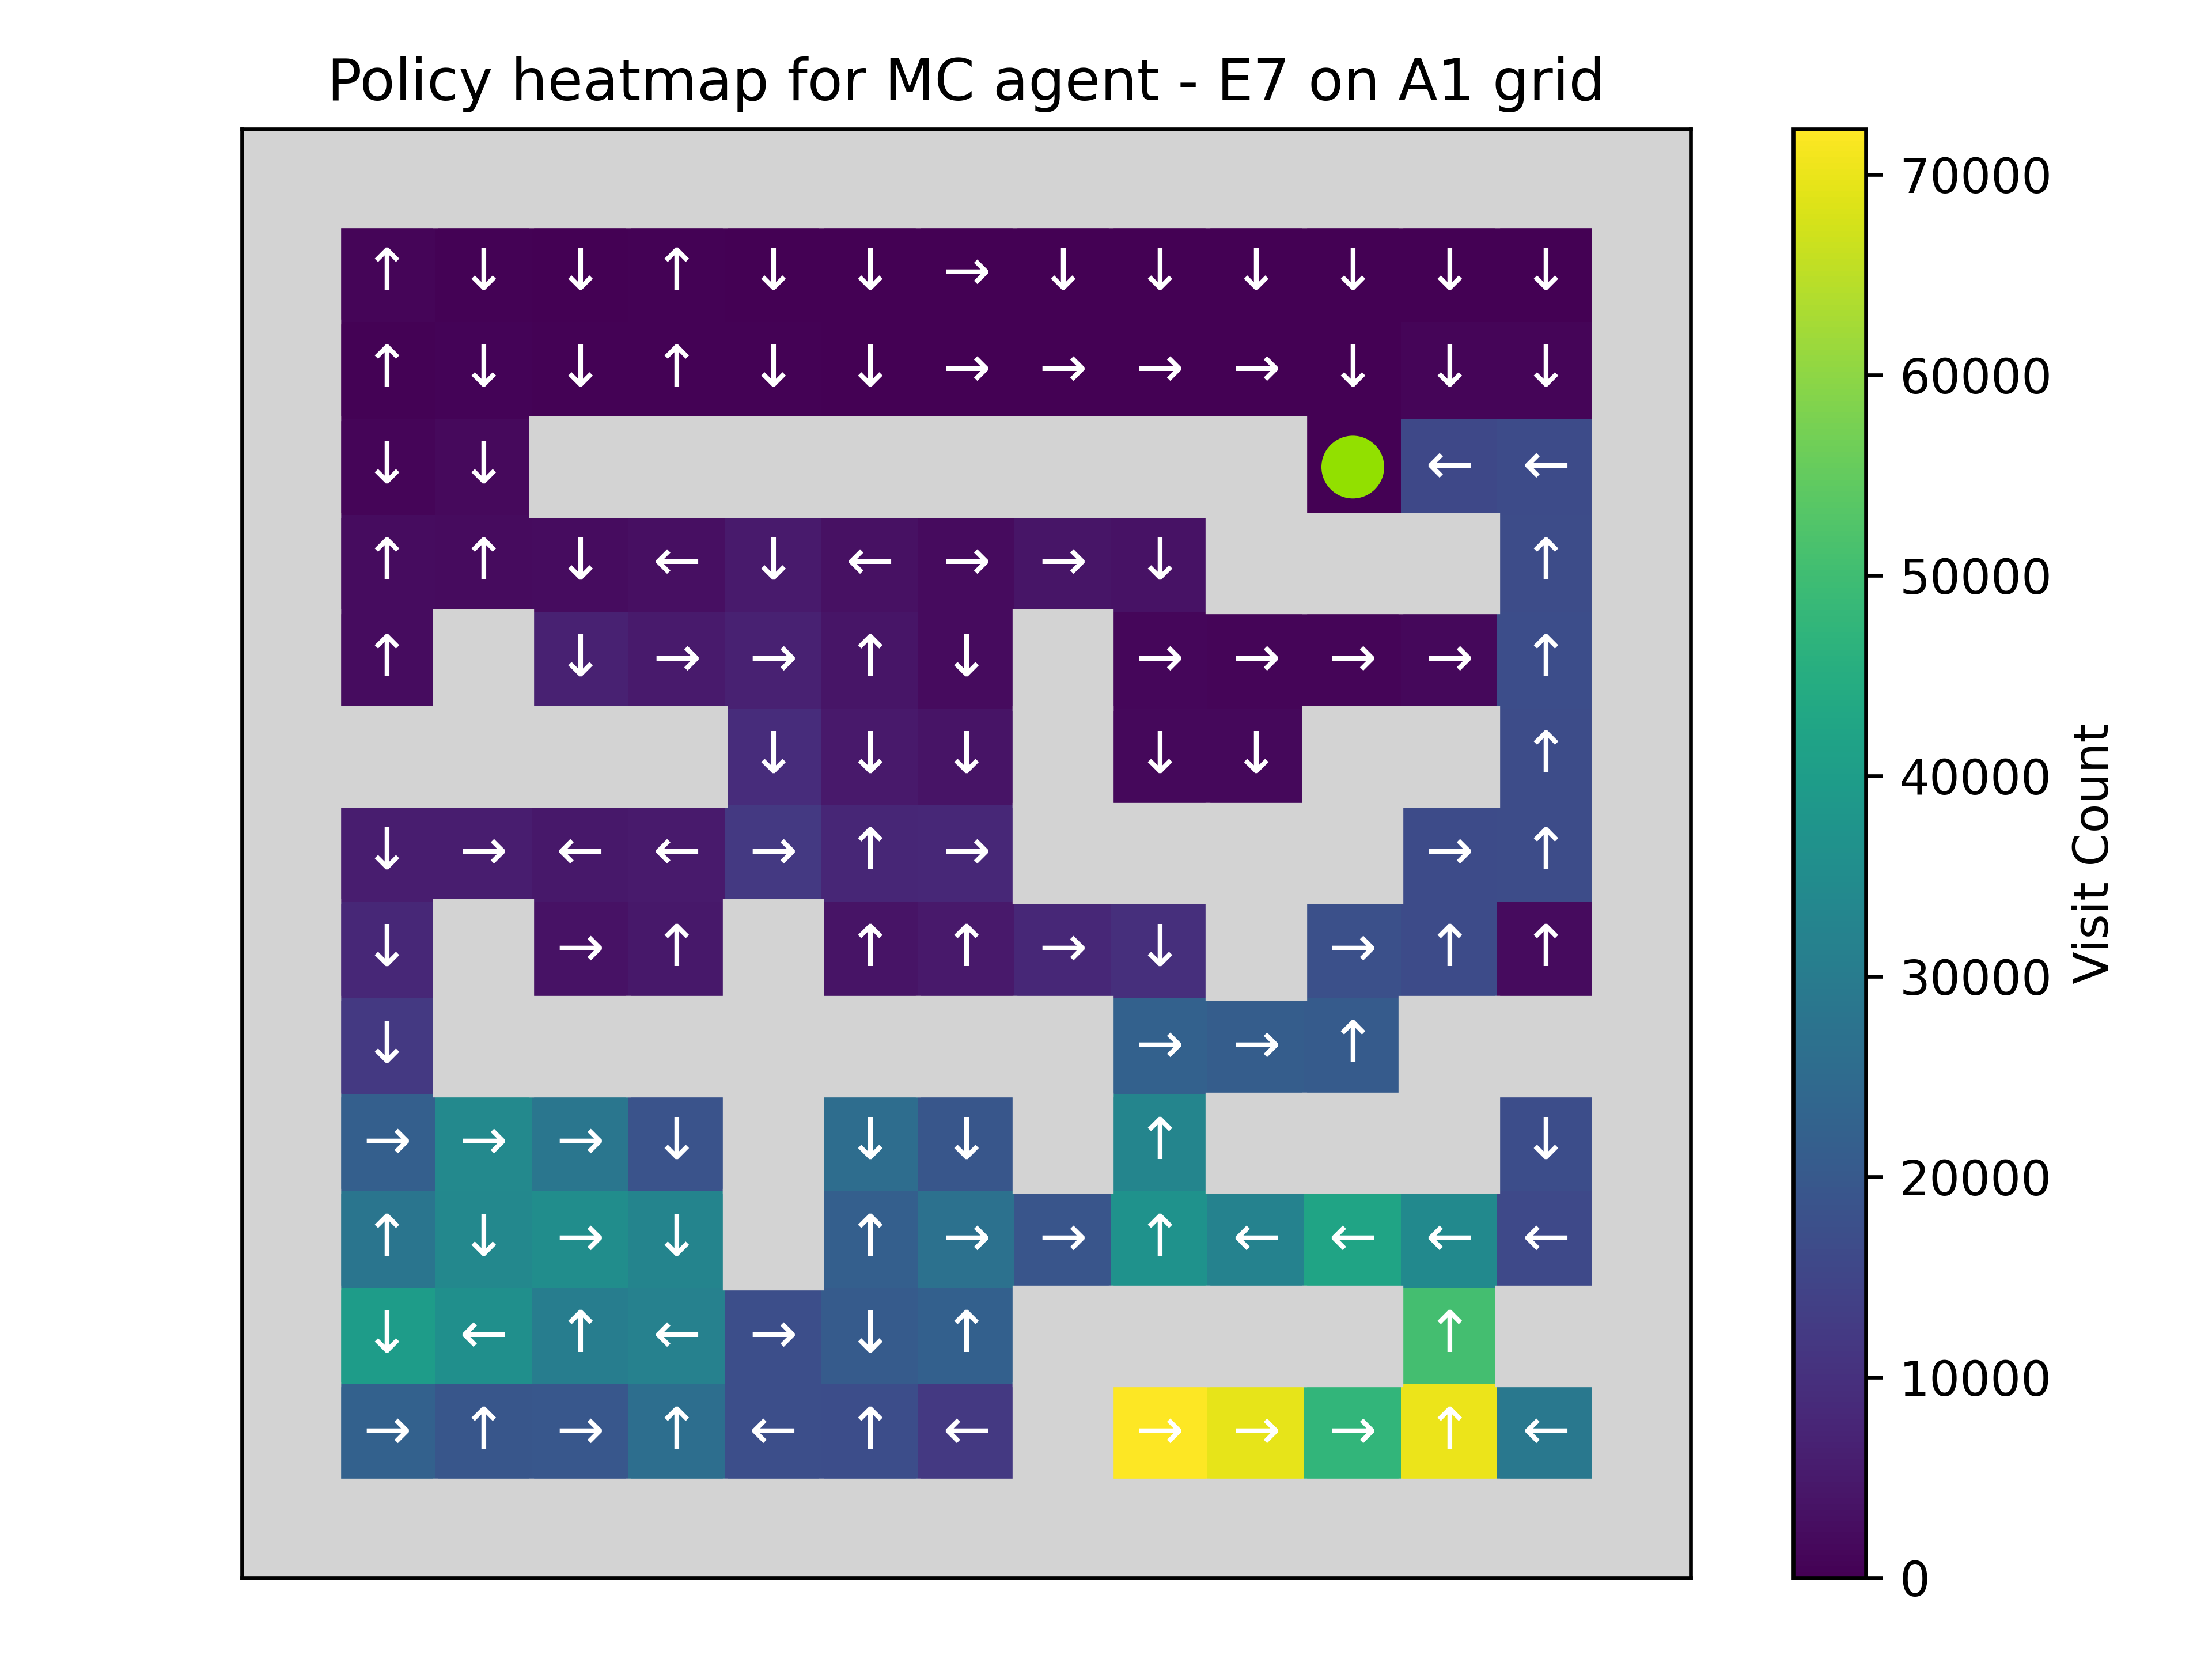 Policy heatmap for MC agent - E7 on A1 grid
↑ ↓ ↓ ↑ ↓ ↓ → ↓ ↓ ↓ ↓ ↓ ↓
↑ ↓ ↓ ↑ ↓ ↓ → → → → ↓ ↓ ↓
↓ ↓ ← ←
↑ ↑ ↓ ← ↓ ← → → ↓ ↑
↑ ↓ → → ↑ ↓ → → → → ↑
↓ ↓ ↓ ↓ ↓ ↑
↓ → ← ← → ↑ → → ↑
↓ → ↑ ↑ ↑ → ↓ → ↑ ↑
↓ → → ↑
→ → → ↓ ↓ ↓ ↑ ↓
↑ ↓ → ↓ ↑ → → ↑ ← ← ← ←
↓ ← ↑ ← → ↓ ↑ ↑
→ ↑ → ↑ ← ↑ ← → → → ↑ ←
70000
60000
50000
40000
30000
20000
10000
0
Visit Count